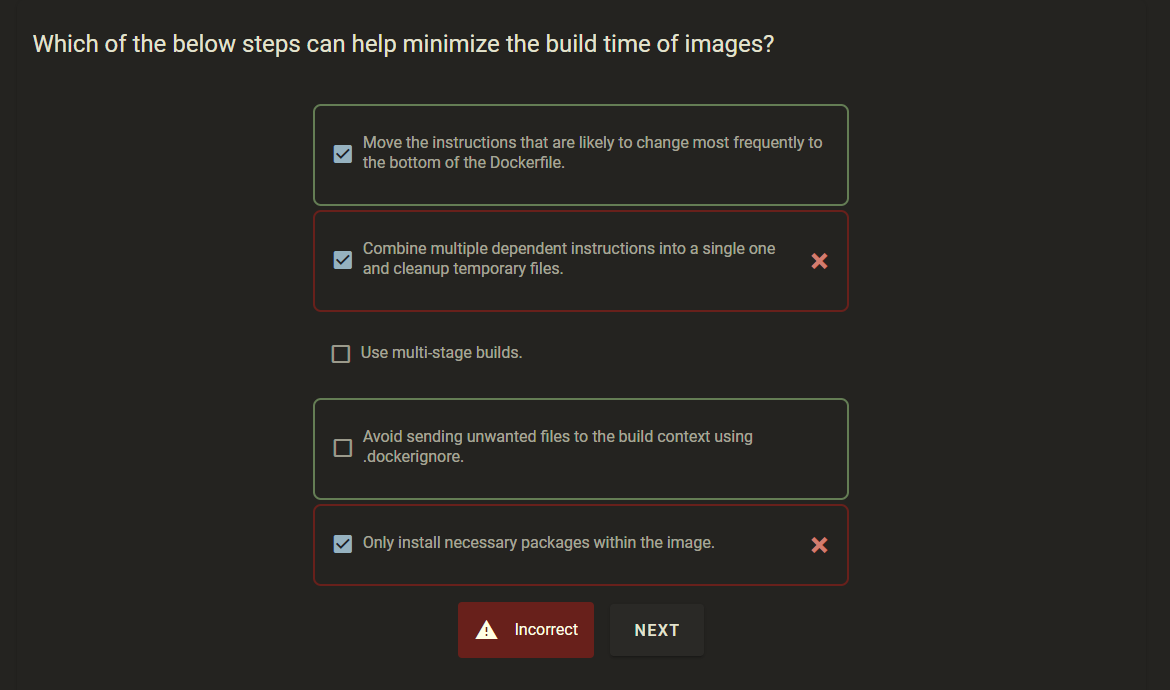 Which of the below steps can help minimize the build time of images?
Move the instructions that are likely to change most frequently to
the bottom of the Dockerfile.
Combine multiple dependent instructions into a single one
and cleanup temporary files.
Use multi-stage builds.
Avoid sending unwanted files to the build context using
.dockerignore.
Only install necessary packages within the image.
Incorrect
NEXT